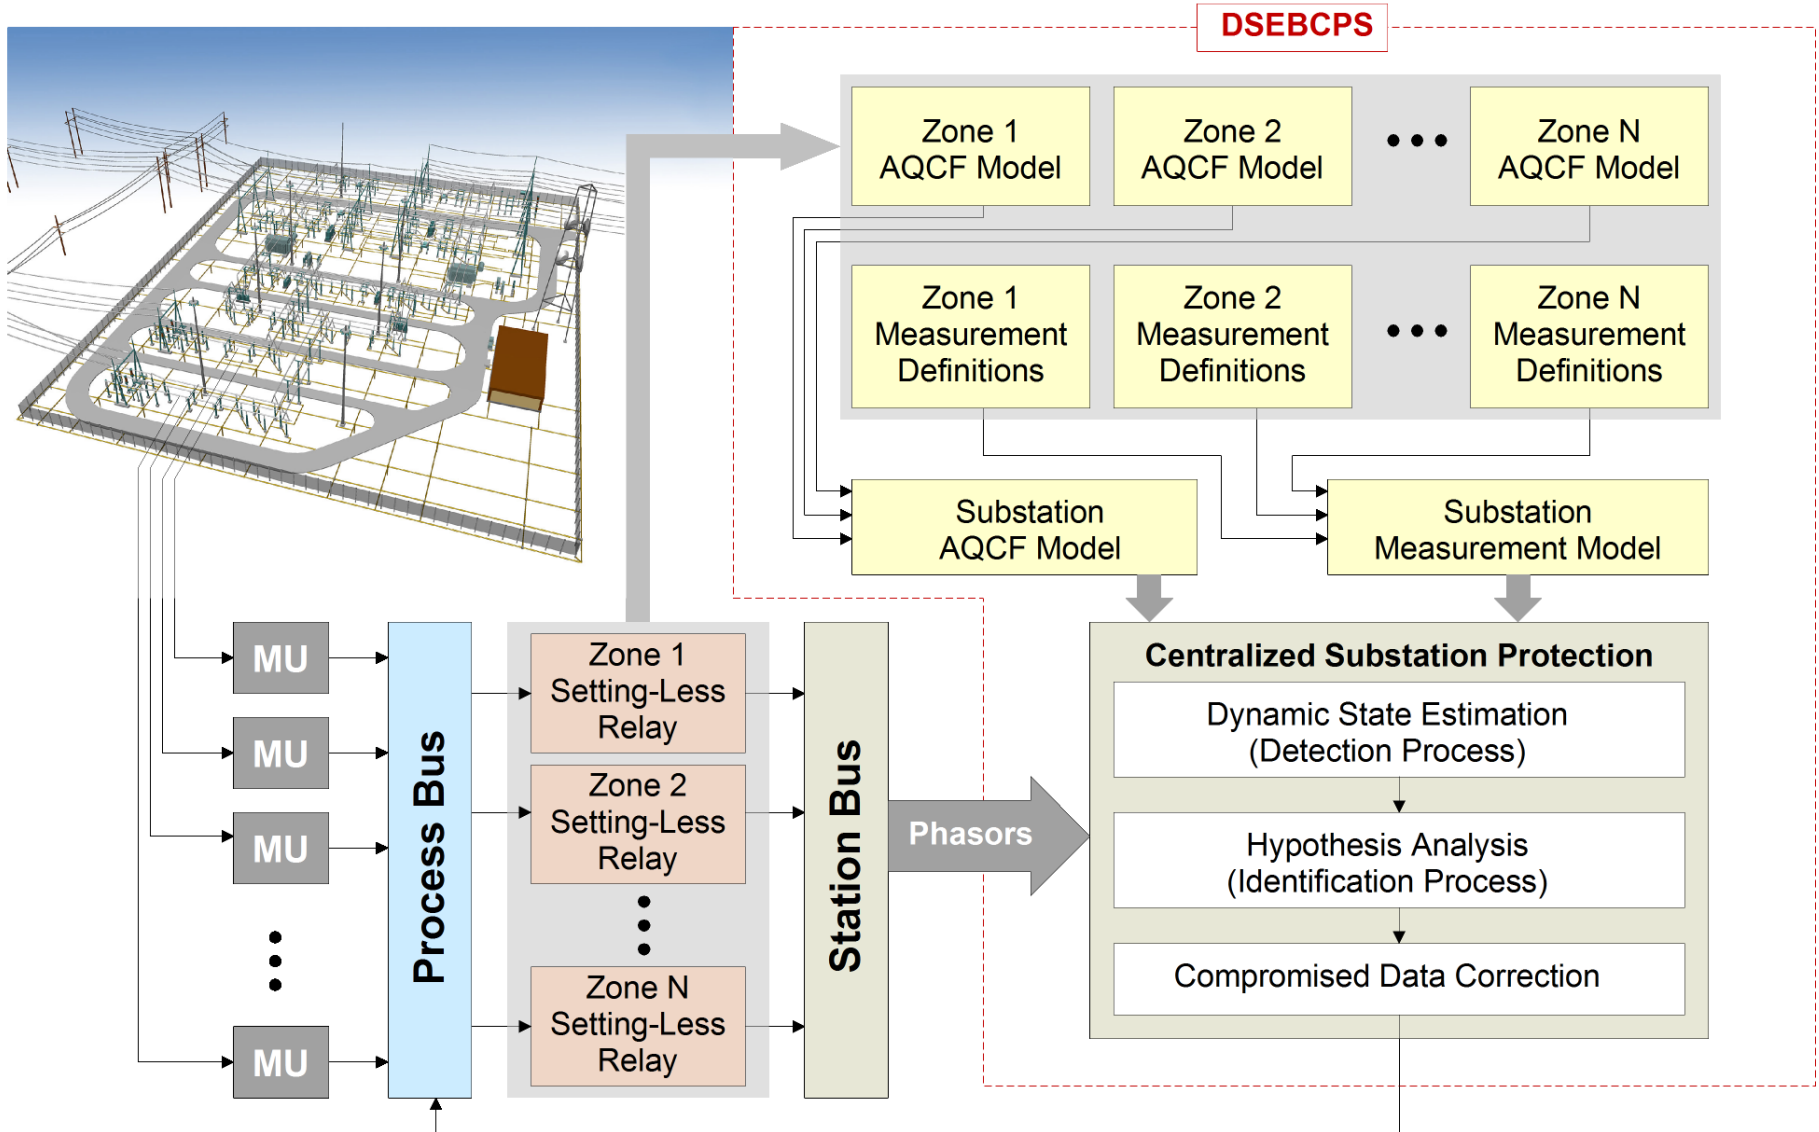 DSEBCPS
Zone 1
AQCF Model
Zone 2
AQCF Model
Zone N
AQCF Model
Zone 1
Measurement
Definitions
Zone 2
Measurement
Definitions
Zone N
Measurement
Definitions
Substation
AQCF Model
Substation
Measurement Model
MU
MU
MU
MU
Process Bus
Zone 1
Setting-Less
Relay
Zone 2
Setting-Less
Relay
Zone N
Setting-Less
Relay
Station Bus
Phasors
Centralized Substation Protection
Dynamic State Estimation
(Detection Process)
Hypothesis Analysis
(Identification Process)
Compromised Data Correction